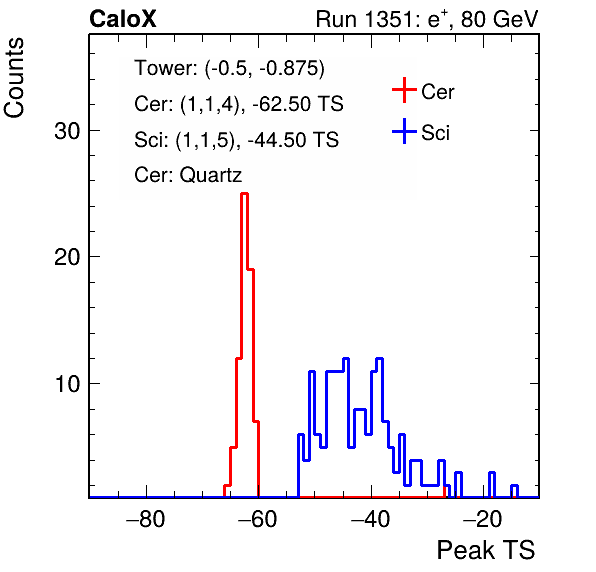 CaloX
Run 1351: e+, 80 GeV
Counts
Tower: (-0.5, -0.875)
Cer: (1,1,4), -62.50 TS
Sci: (1,1,5), -44.50 TS
Cer: Quartz
Cer
Sci
30
20
10
−80 −60 −40 −20
Peak TS